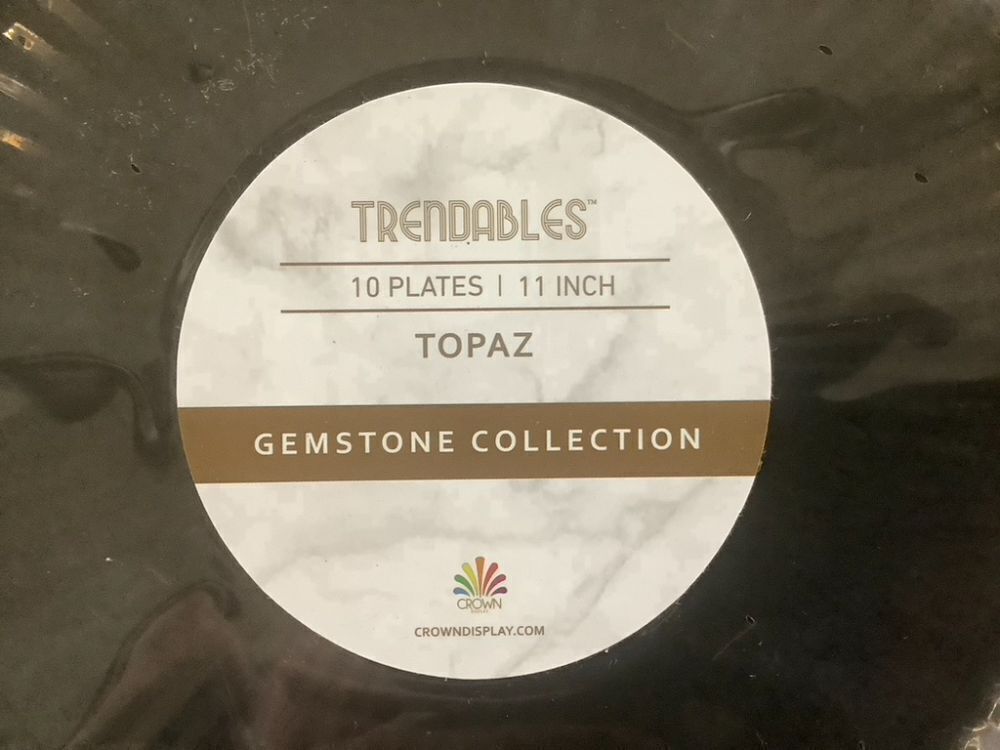 TRENDABLES™
10 PLATES | 11 INCH
TOPAZ
GEMSTONE COLLECTION
CROWN
CROWNDISPLAY.COM